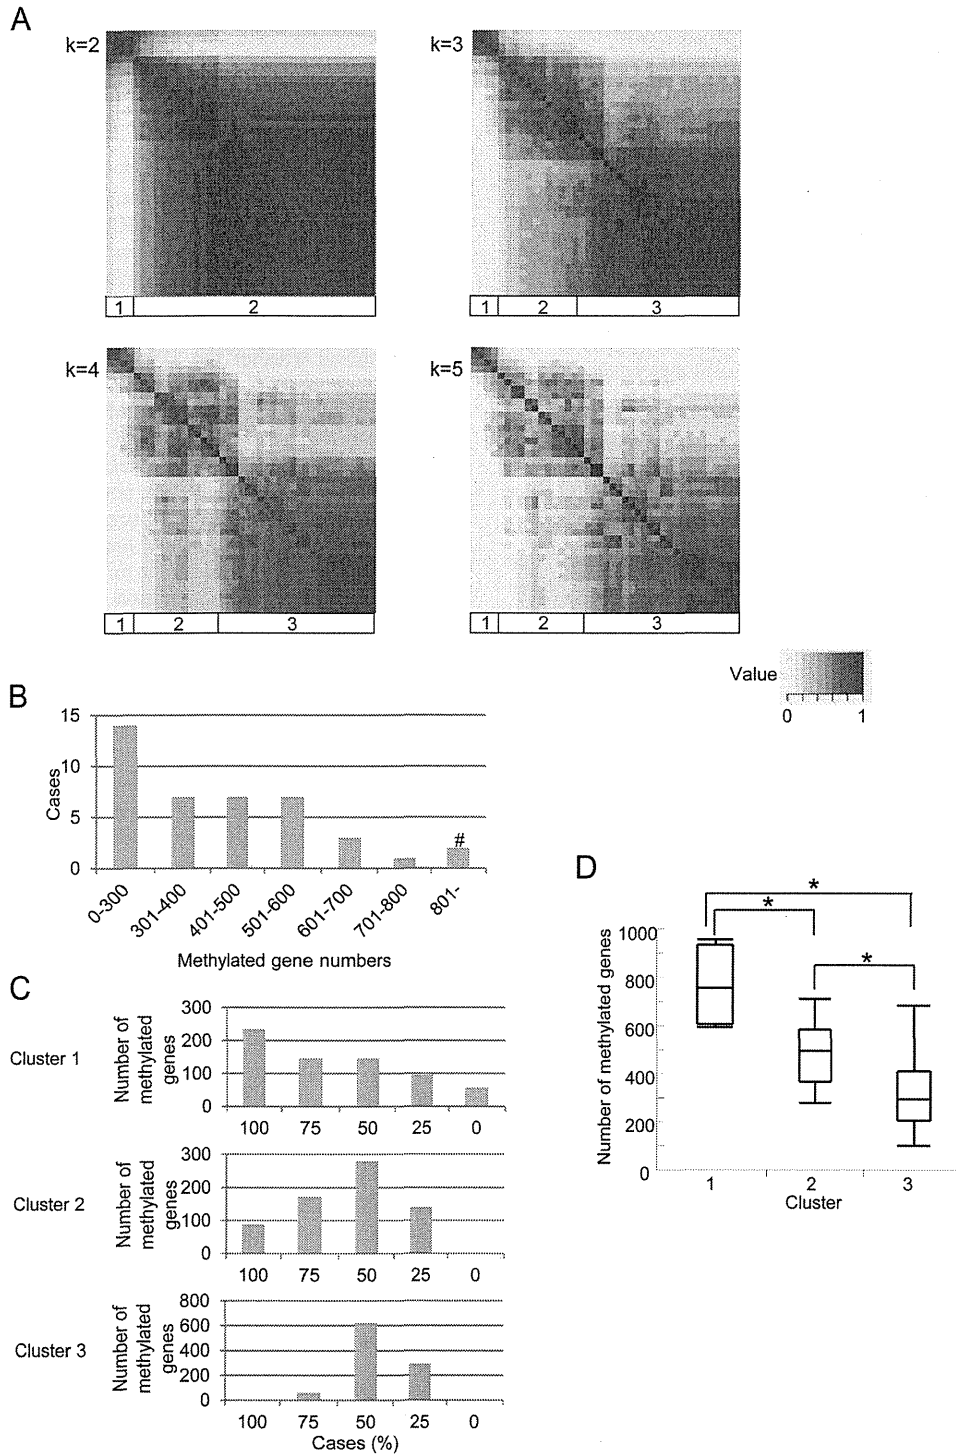 A
k=2
1 2
k=3
1 2 3
k=4
1 2 3
k=5
1 2 3
Value
0 1
B
Cases
15
10
5
0
#
0-300 301-400 401-500 501-600 601-700 701-800 801-
Methylated gene numbers
C
Cluster 1
Number of
methylated
genes
300
200
100
0
100 75 50 25 0
Cluster 2
Number of
methylated
genes
300
200
100
0
100 75 50 25 0
Cluster 3
Number of
methylated
genes
800
600
400
200
0
100 75 50 25 0
Cases (%)
D
*
*
*
Number of methylated genes
1000
800
600
400
200
0
1 2 3
Cluster